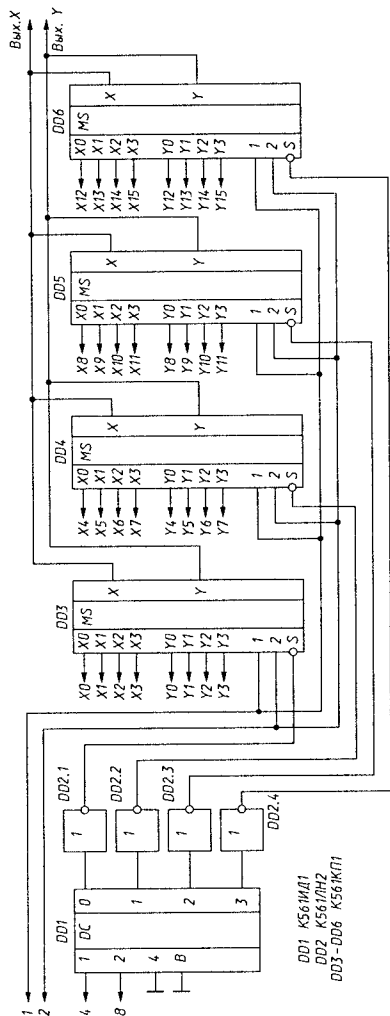 Вых. X
Вых. Y
DD6
MS
X0
X1
X2
X3
Y0
Y1
Y2
Y3
1
2
S
X
Y
X12
X13
X14
X15
Y12
Y13
Y14
Y15
DD5
MS
X0
X1
X2
X3
Y0
Y1
Y2
Y3
1
2
S
X
Y
X8
X9
X10
X11
Y8
Y9
Y10
Y11
DD4
MS
X0
X1
X2
X3
Y0
Y1
Y2
Y3
1
2
S
X
Y
X4
X5
X6
X7
Y4
Y5
Y6
Y7
DD3
MS
X0
X1
X2
X3
Y0
Y1
Y2
Y3
1
2
S
X
Y
X0
X1
X2
X3
Y0
Y1
Y2
Y3
DD2.1
1
DD2.2
1
DD2.3
1
DD2.4
1
DD1
DC
1
2
4
8
0
1
2
3
1
2
4
8
DD1 К561ИД1
DD2 К561ЛН2
DD3-DD6 К561КП1